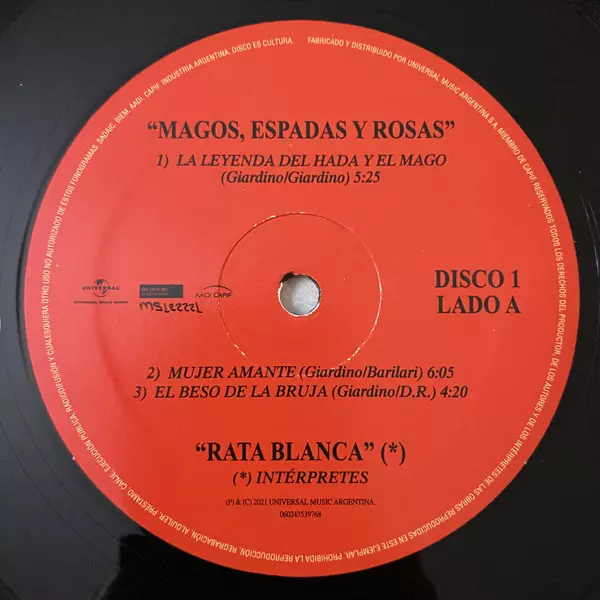 FABRICADO Y DISTRIBUIDO POR UNIVERSAL MUSIC ARGENTINA S.A. MIEMBRO DE CAPIF. RESERVADOS TODOS LOS DERECHOS DEL PRODUCTOR, DE LOS AUTORES Y DE LOS INTÉRPRETES DE LAS OBRAS REPRODUCIDAS EN ESTE EJEMPLAR. PROHIBIDA LA REPRODUCCIÓN, REGRABACIÓN, ALQUILER, PRÉSTAMO, CANJE, EJECUCIÓN PÚBLICA, RADIODIFUSIÓN Y CUALESQUIERA OTRO USO NO AUTORIZADO DE ESTOS FONOGRAMAS. SADAIC. BIEM. AADI. CAPIF. INDUSTRIA ARGENTINA. DISCO ES CULTURA
“MAGOS, ESPADAS Y ROSAS”
1) LA LEYENDA DEL HADA Y EL MAGO
(Giardino/Giardino) 5:25
UNIVERSAL
UNIVERSAL MUSIC GROUP
AADI CAPIF
DISCO 1
LADO A
2) MUJER AMANTE (Giardino/Barilari) 6:05
3) EL BESO DE LA BRUJA (Giardino/D.R.) 4:20
“RATA BLANCA” (*)
(*) INTÉRPRETES
(P) & (C) 2021 UNIVERSAL MUSIC ARGENTINA.
060243539768